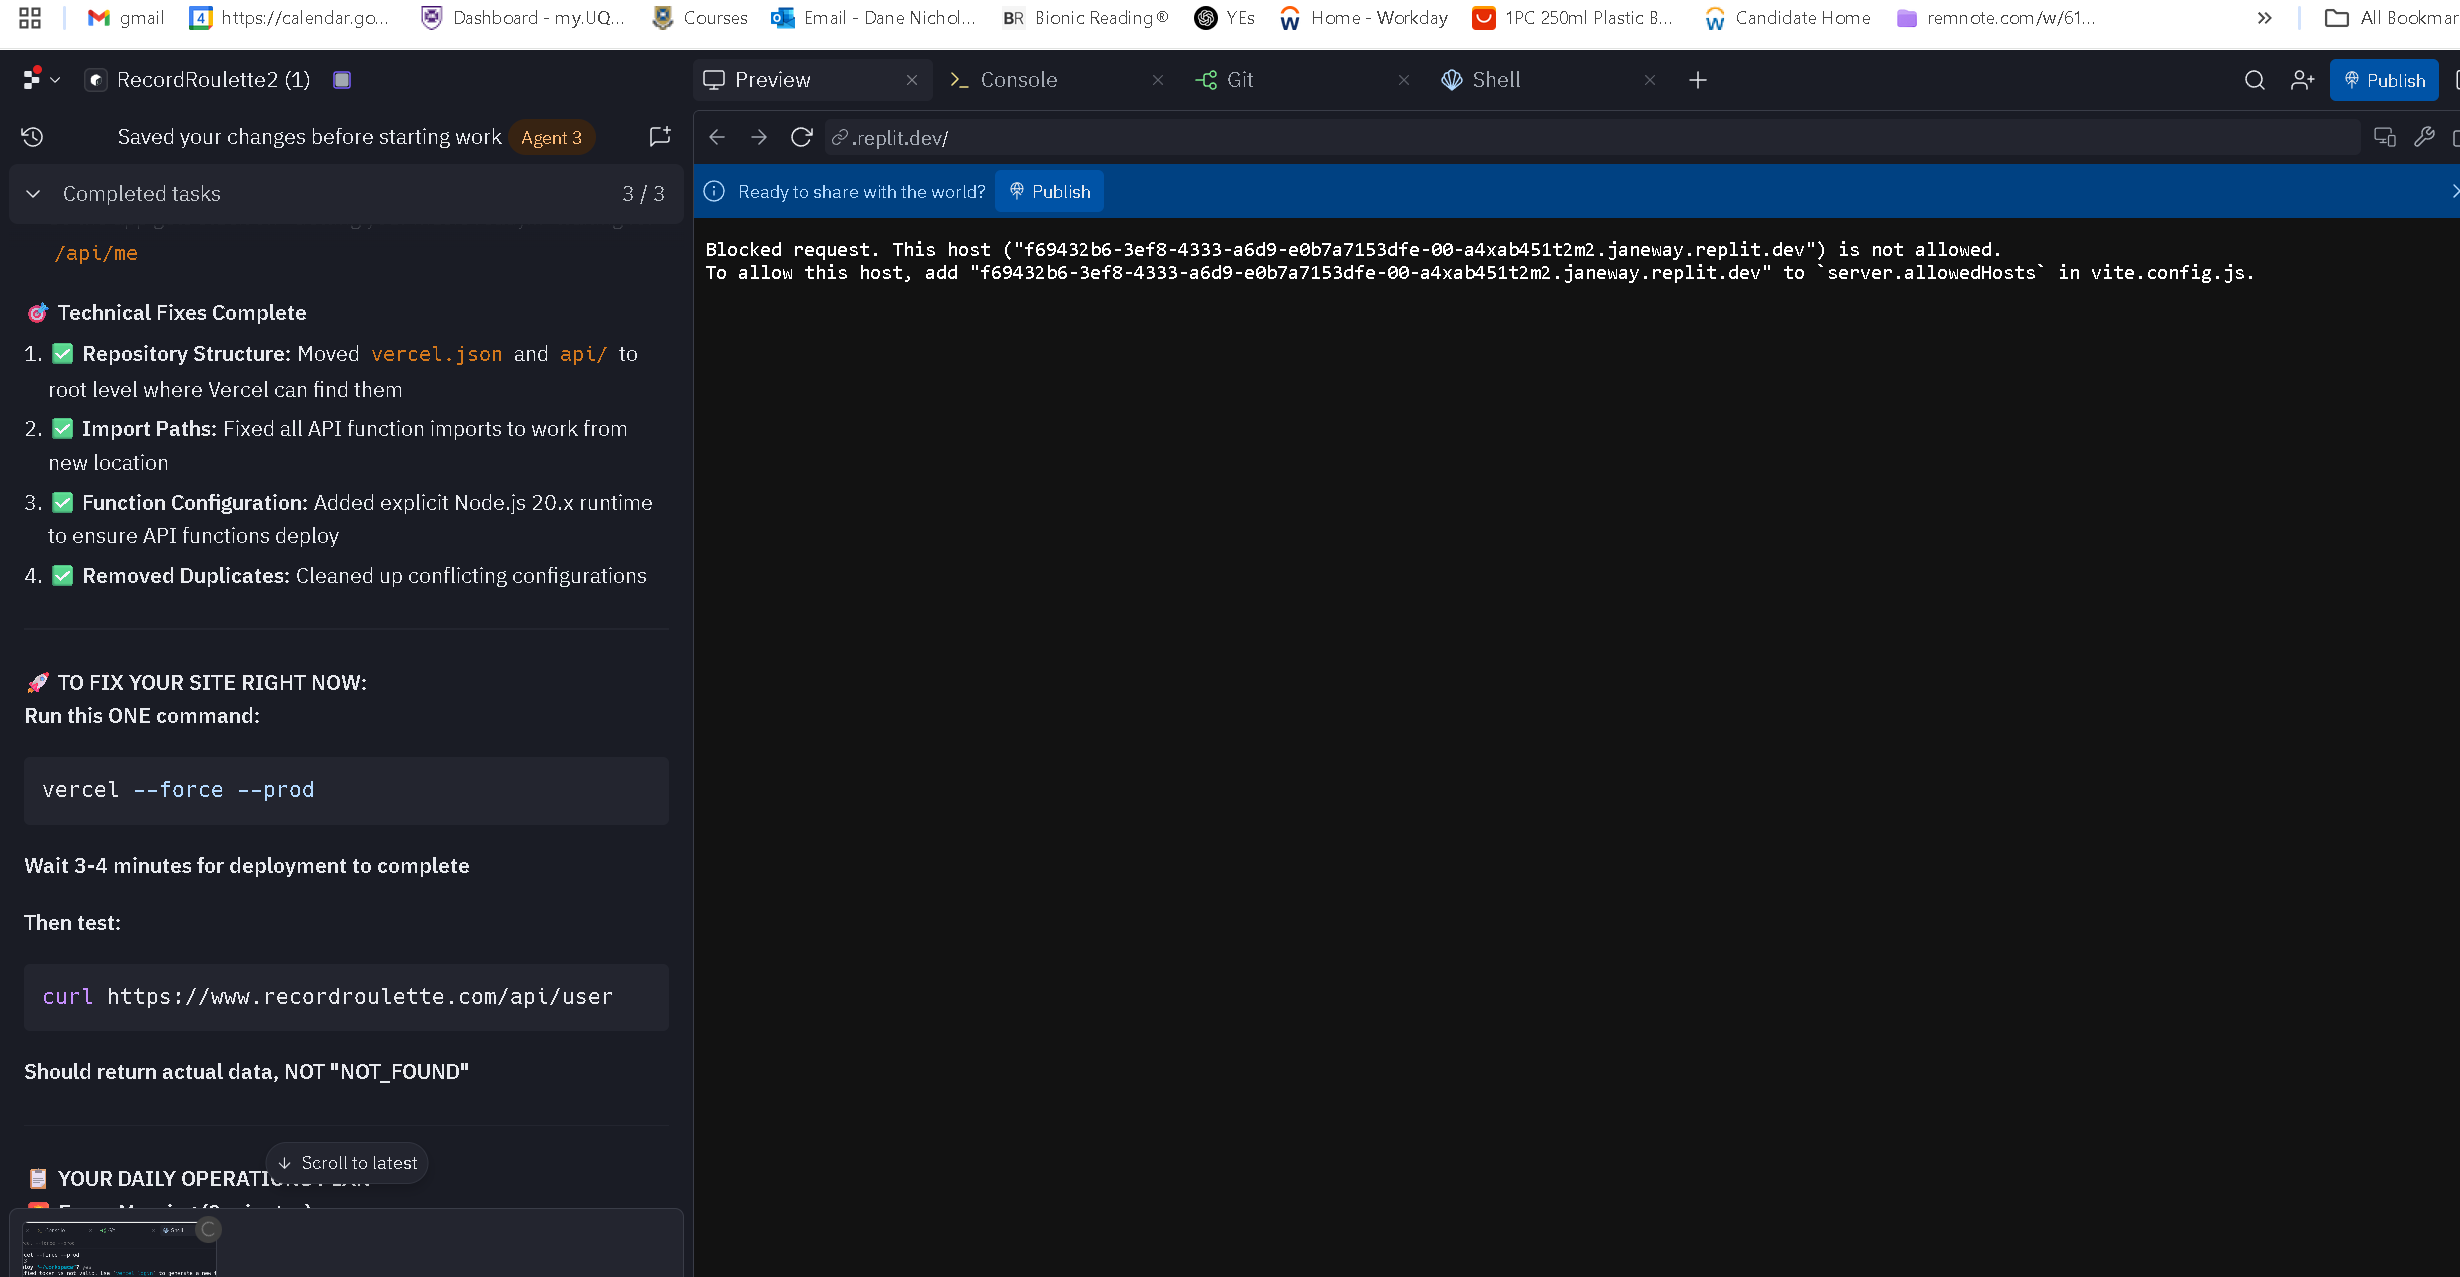 gmail https://calendar.go... Dashboard - my.UQ... Courses Email - Dane Nichol... BR Bionic Reading® YEs Home - Workday 1PC 250ml Plastic B... Candidate Home remnote.com/w/61... All Bookmar
RecordRoulette2 (1)
Preview Console Git Shell Publish
Saved your changes before starting work Agent 3
.replit.dev/
Completed tasks 3 / 3
Ready to share with the world? Publish
/api/me
Blocked request. This host ("f69432b6-3ef8-4333-a6d9-e0b7a7153dfe-00-a4xab451t2m2.janeway.replit.dev") is not allowed.
To allow this host, add "f69432b6-3ef8-4333-a6d9-e0b7a7153dfe-00-a4xab451t2m2.janeway.replit.dev" to `server.allowedHosts` in vite.config.js.
🎯 Technical Fixes Complete
1. ✅ Repository Structure: Moved vercel.json and api/ to
root level where Vercel can find them
2. ✅ Import Paths: Fixed all API function imports to work from
new location
3. ✅ Function Configuration: Added explicit Node.js 20.x runtime
to ensure API functions deploy
4. ✅ Removed Duplicates: Cleaned up conflicting configurations
🚀 TO FIX YOUR SITE RIGHT NOW:
Run this ONE command:
vercel --force --prod
Wait 3-4 minutes for deployment to complete
Then test:
curl https://www.recordroulette.com/api/user
Should return actual data, NOT "NOT_FOUND"
Scroll to latest
📋 YOUR DAILY OPERATIONS PLAN